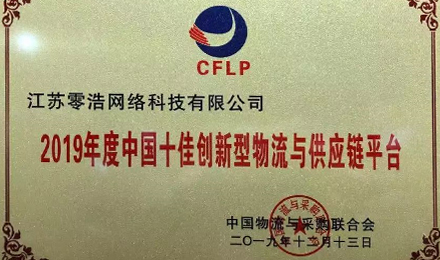 CFLP
江苏零浩网络科技有限公司
2019年度中国十佳创新型物流与供应链平台
中国物流与采购联合会
二〇一九年十二月十三日